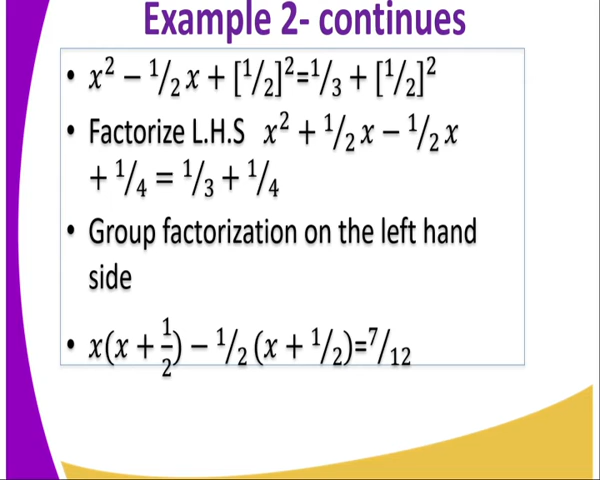 Example 2- continues
• x² − ¹/₂ x + [¹/₂]²=¹/₃ + [¹/₂]²
• Factorize L.H.S x² + ¹/₂ x − ¹/₂ x
+ ¹/₄ = ¹/₃ + ¹/₄
• Group factorization on the left hand
side
• x(x + 1/2) − ¹/₂ (x + ¹/₂)=⁷/₁₂